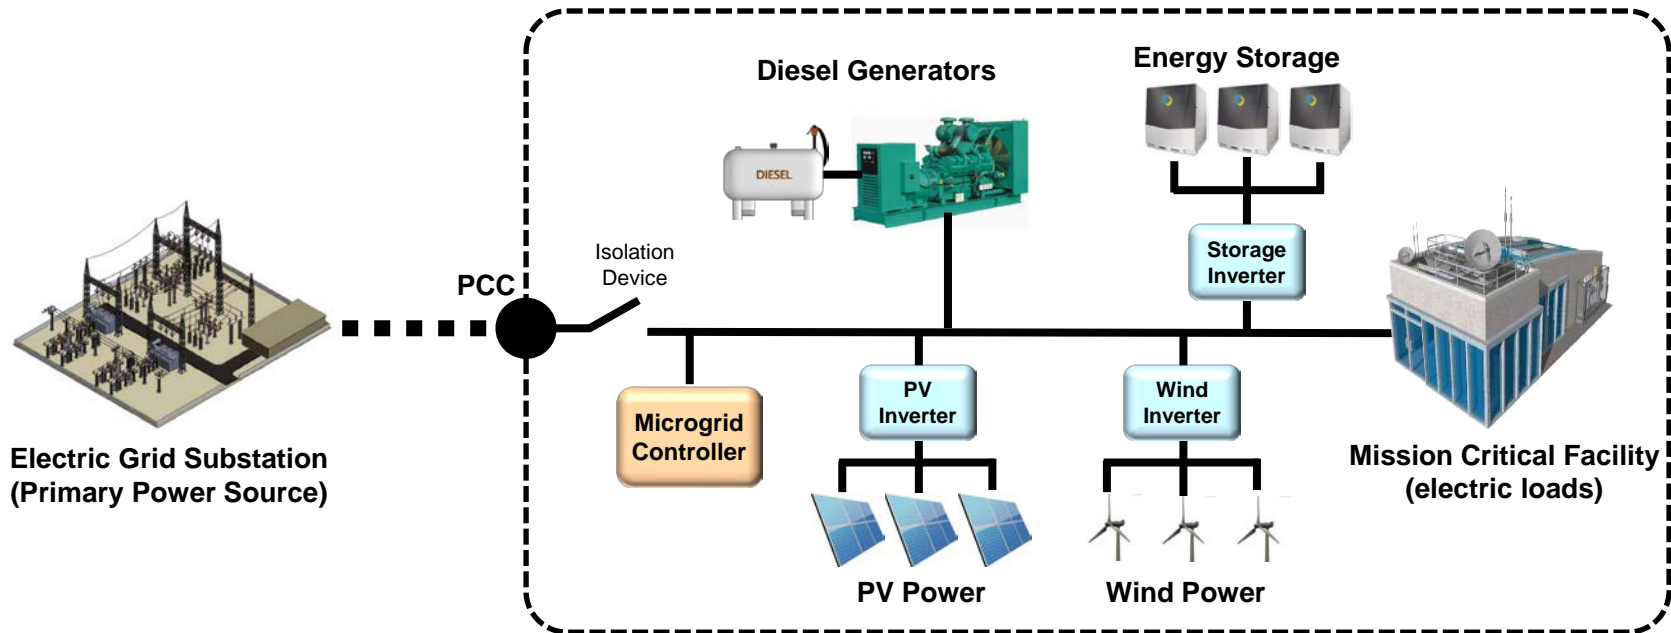 Diesel Generators
Energy Storage
DIESEL
Isolation
Device
PCC
Storage
Inverter
Microgrid
Controller
PV
Inverter
Wind
Inverter
Electric Grid Substation
(Primary Power Source)
Mission Critical Facility
(electric loads)
PV Power
Wind Power